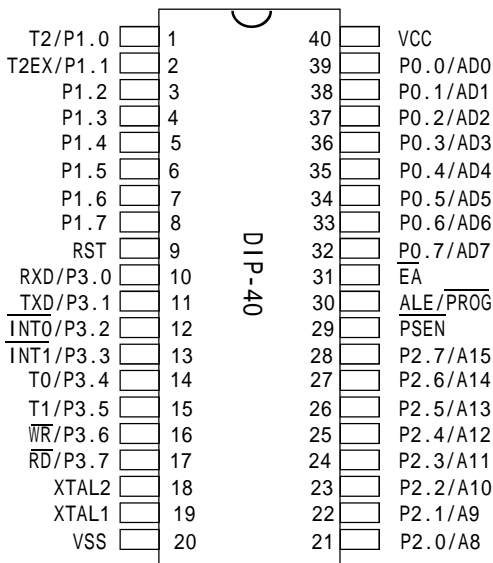 T2/P1.0 1 40 VCC
T2EX/P1.1 2 39 P0.0/AD0
P1.2 3 38 P0.1/AD1
P1.3 4 37 P0.2/AD2
P1.4 5 36 P0.3/AD3
P1.5 6 35 P0.4/AD4
P1.6 7 34 P0.5/AD5
P1.7 8 33 P0.6/AD6
RST 9 32 P0.7/AD7
RXD/P3.0 10 31 EA
TXD/P3.1 11 30 ALE/PROG
INT0/P3.2 12 29 PSEN
INT1/P3.3 13 28 P2.7/A15
T0/P3.4 14 27 P2.6/A14
T1/P3.5 15 26 P2.5/A13
WR/P3.6 16 25 P2.4/A12
RD/P3.7 17 24 P2.3/A11
XTAL2 18 23 P2.2/A10
XTAL1 19 22 P2.1/A9
VSS 20 21 P2.0/A8
DIP-40